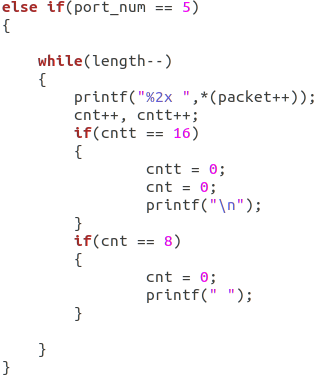 else if(port_num == 5)
{
while(length--)
{
printf("%2x ",*(packet++));
cnt++, cntt++;
if(cntt == 16)
{
cntt = 0;
cnt = 0;
printf("\n");
}
if(cnt == 8)
{
cnt = 0;
printf(" ");
}
}
}